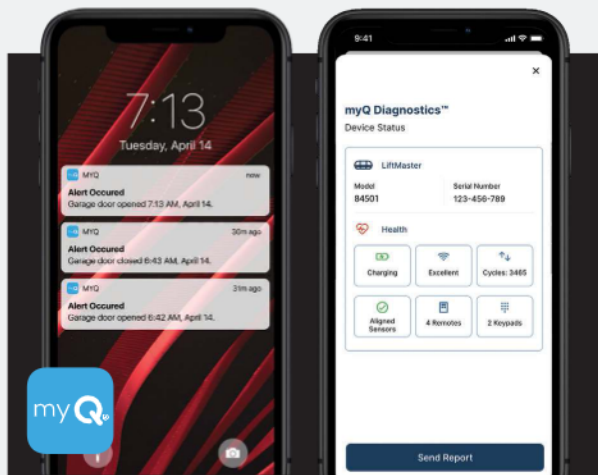 7:13
Tuesday, April 14
MYQ now
Alert Occured
Garage door opened 7:13 AM, April 14.
MYQ 30m ago
Alert Occured
Garage door closed 6:43 AM, April 14.
MYQ 31m ago
Alert Occured
Garage door opened 6:42 AM, April 14.
myQ
9:41
myQ Diagnostics™
Device Status
LiftMaster
Model Serial Number
84501 123-456-789
Health
Charging Excellent Cycles: 3465
Aligned Sensors 4 Remotes 2 Keypads
Send Report